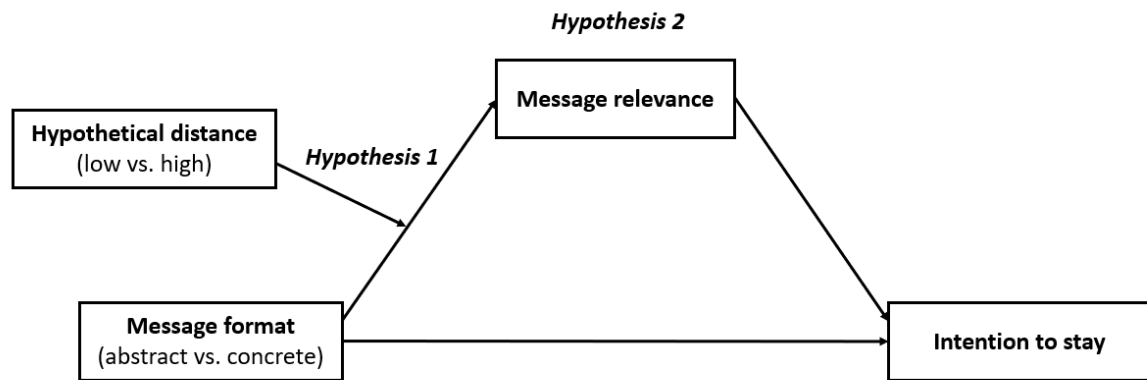 Hypothesis 2
Message relevance
Hypothetical distance
(low vs. high)
Hypothesis 1
Message format
(abstract vs. concrete)
Intention to stay